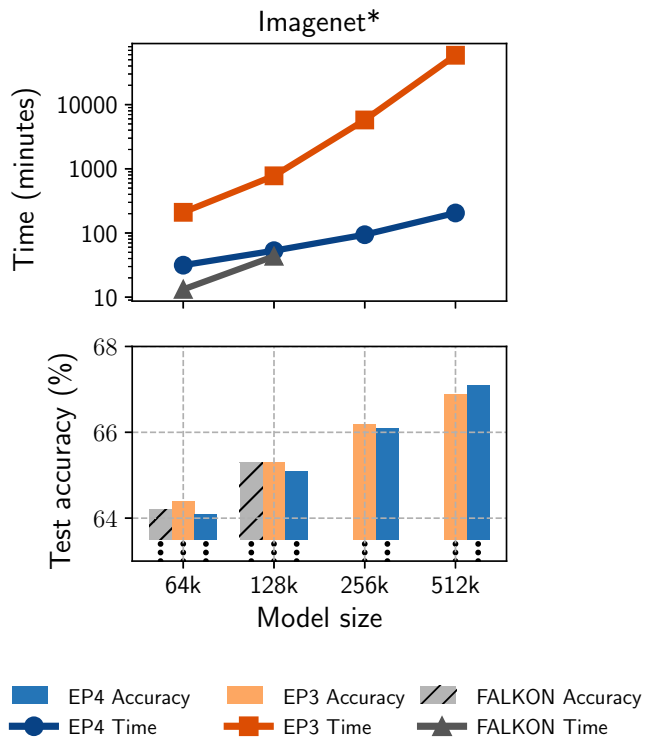 Imagenet*
Time (minutes)
10000
1000
100
10
Test accuracy (%)
68
66
64
64k 128k 256k 512k
Model size
EP4 Accuracy EP3 Accuracy FALKON Accuracy
EP4 Time EP3 Time FALKON Time